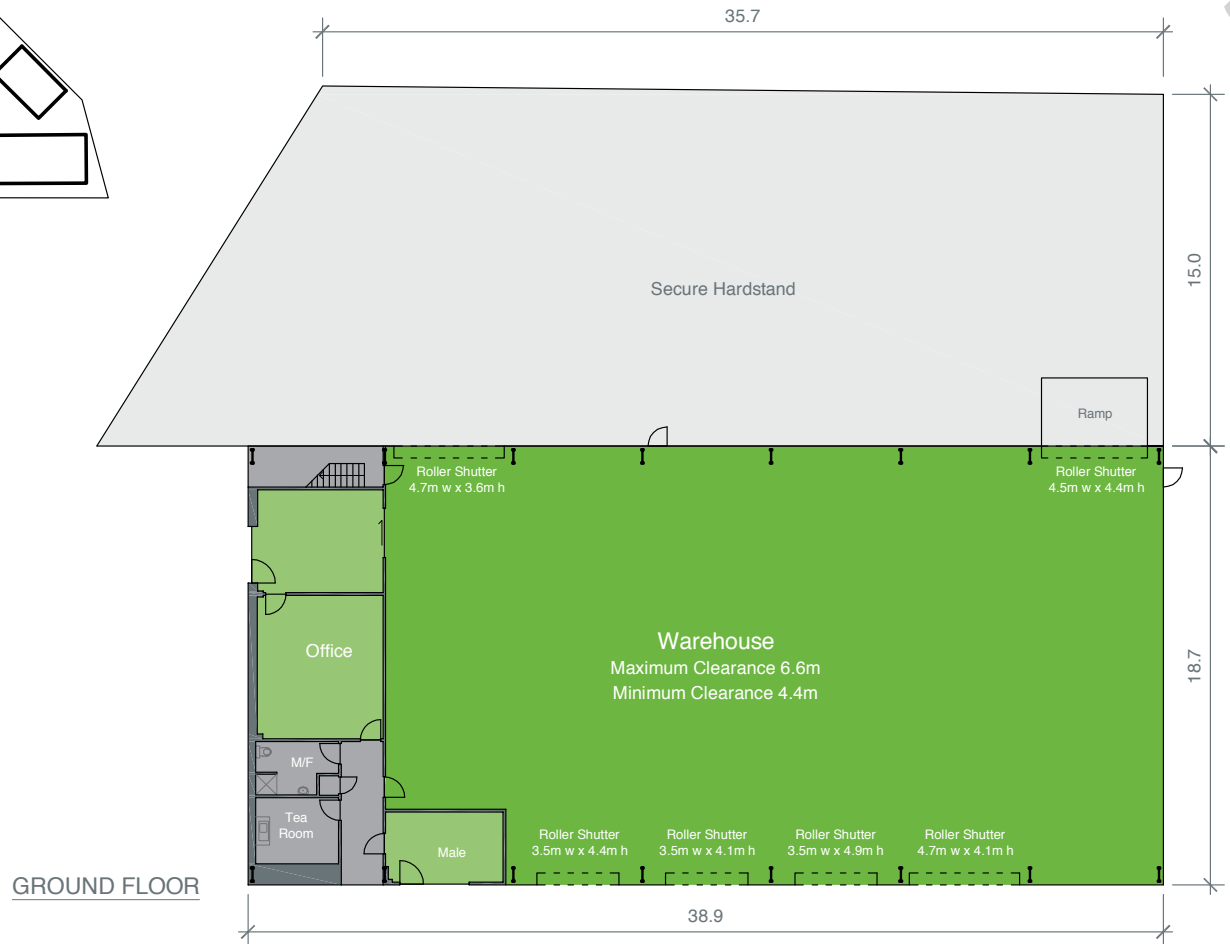 35.7
Secure Hardstand
15.0
Ramp
Roller Shutter
4.7m w x 3.6m h
Roller Shutter
4.5m w x 4.4m h
Warehouse
Maximum Clearance 6.6m
Minimum Clearance 4.4m
Office
18.7
M/F
Tea
Room
Male
Roller Shutter
3.5m w x 4.4m h
Roller Shutter
3.5m w x 4.1m h
Roller Shutter
3.5m w x 4.9m h
Roller Shutter
4.7m w x 4.1m h
GROUND FLOOR
38.9